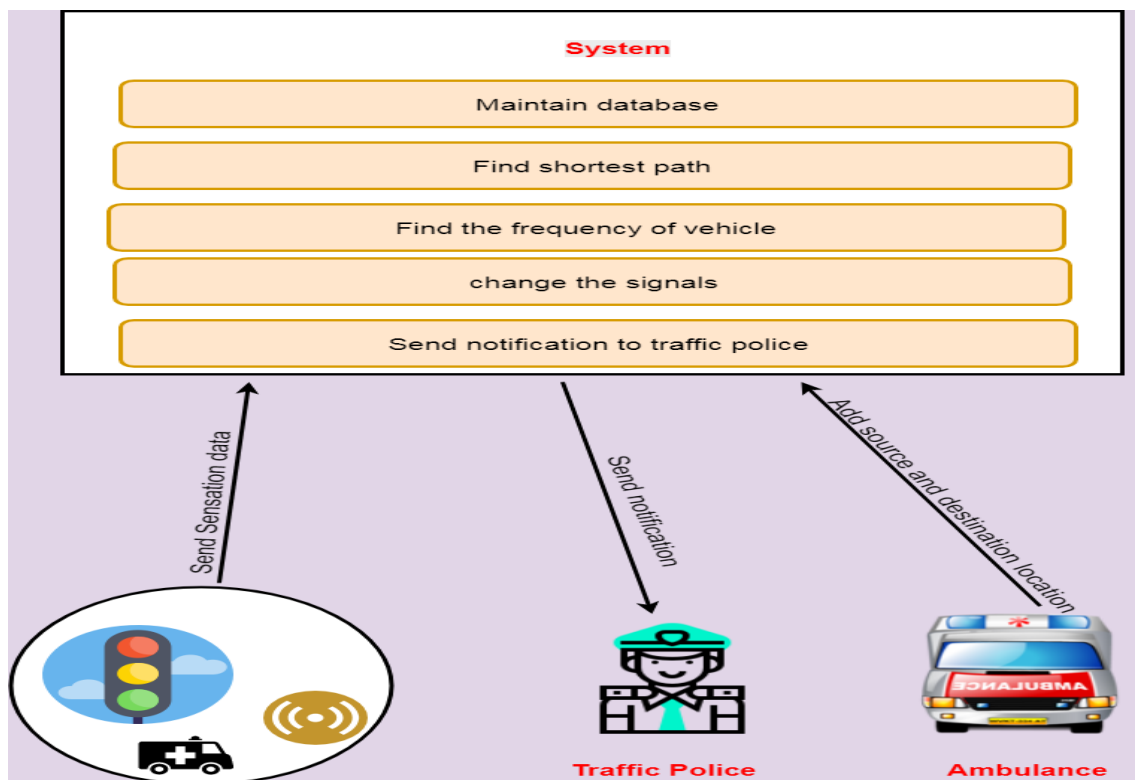 System
Maintain database
Find shortest path
Find the frequency of vehicle
change the signals
Send notification to traffic police
Send Sensation data
Send notification
Add source and destination location
AMBULANCE
Traffic Police
Ambulance